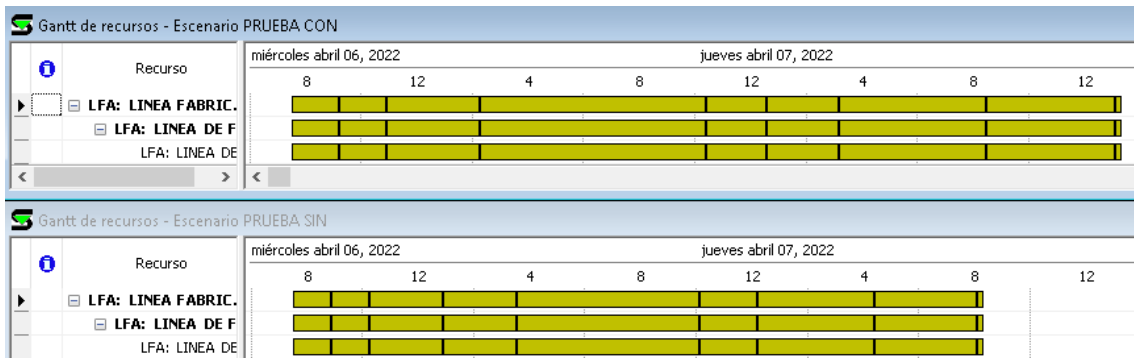 Gantt de recursos - Escenario PRUEBA CON
Recurso
miércoles abril 06, 2022 jueves abril 07, 2022
8 12 4 8 12 4 8 12
LFA: LINEA FABRIC.
LFA: LINEA DE F
LFA: LINEA DE
Gantt de recursos - Escenario PRUEBA SIN
Recurso
miércoles abril 06, 2022 jueves abril 07, 2022
8 12 4 8 12 4 8 12
LFA: LINEA FABRIC.
LFA: LINEA DE F
LFA: LINEA DE